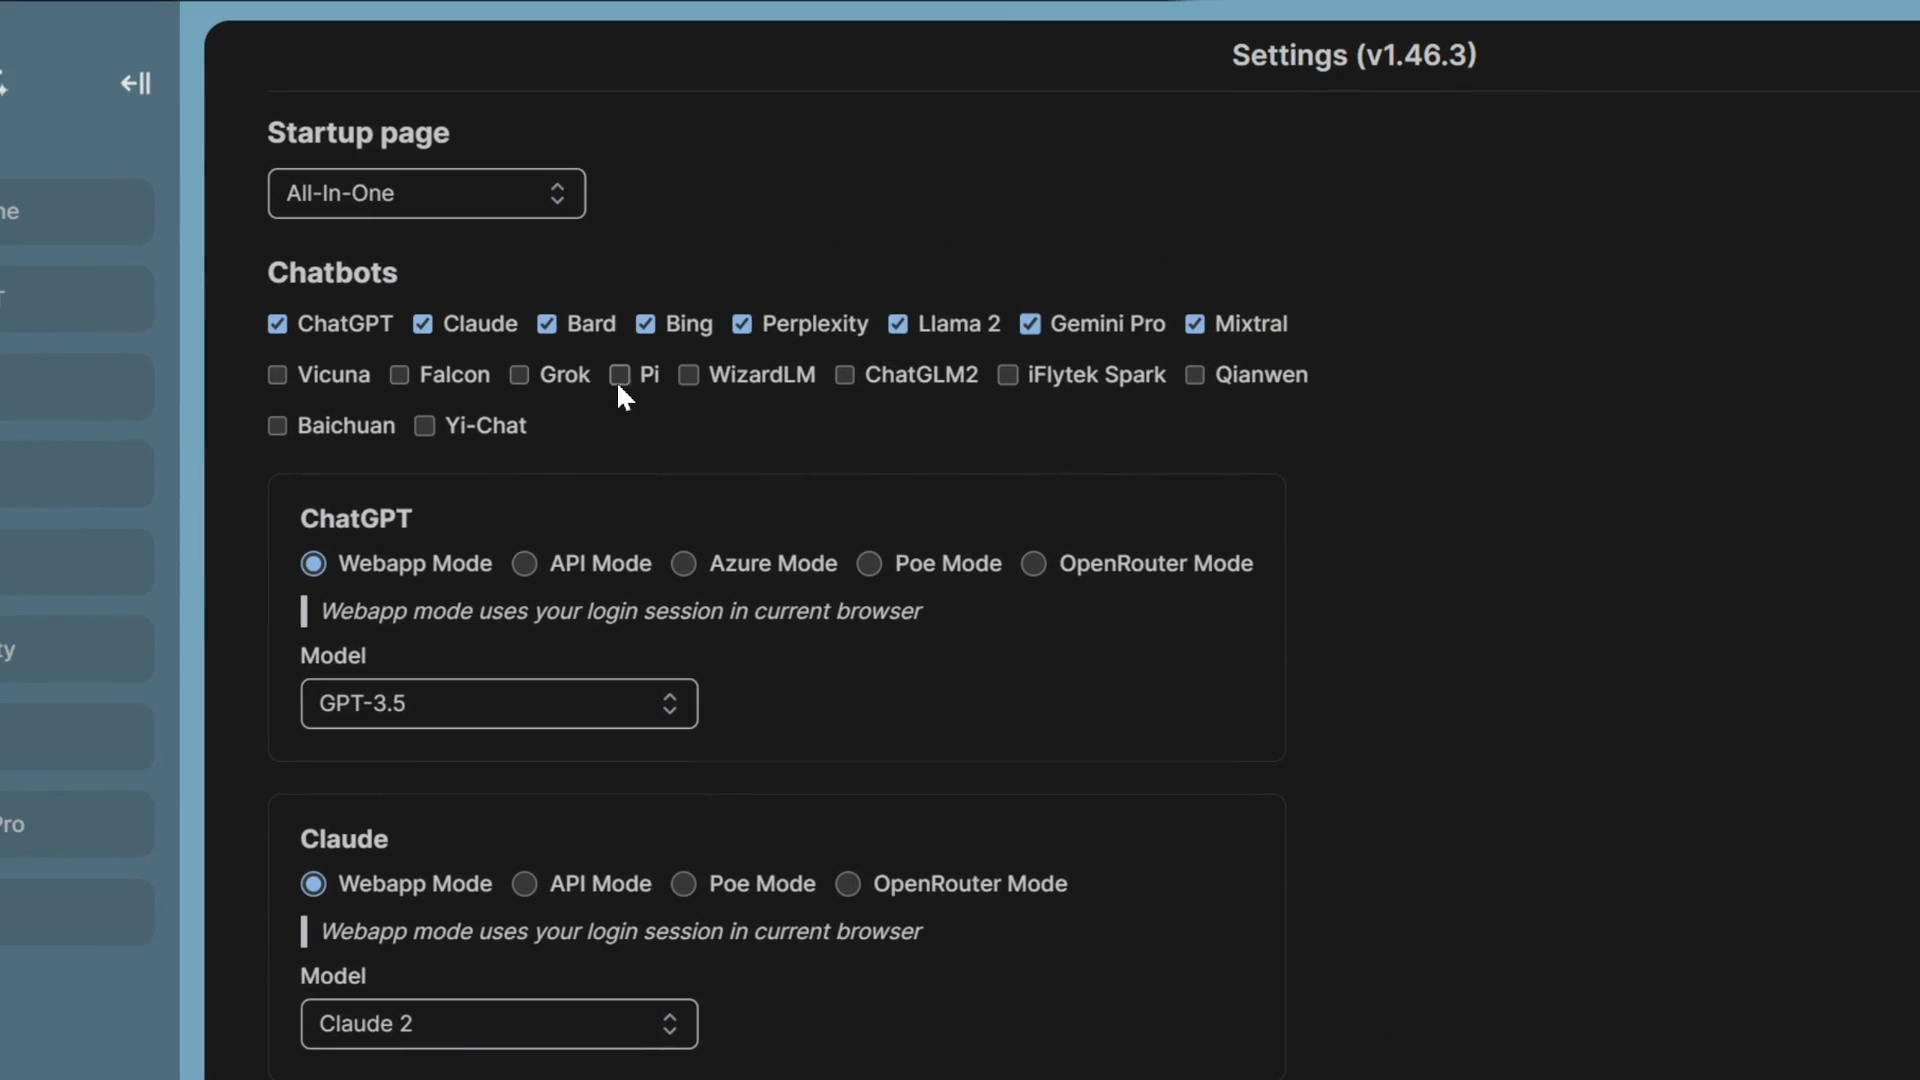 Settings (v1.46.3)
Startup page
All-In-One
Chatbots
ChatGPT Claude Bard Bing Perplexity Llama 2 Gemini Pro Mixtral
Vicuna Falcon Grok Pi WizardLM ChatGLM2 iFlytek Spark Qianwen
Baichuan Yi-Chat
ChatGPT
Webapp Mode API Mode Azure Mode Poe Mode OpenRouter Mode
Webapp mode uses your login session in current browser
Model
GPT-3.5
Claude
Webapp Mode API Mode Poe Mode OpenRouter Mode
Webapp mode uses your login session in current browser
Model
Claude 2